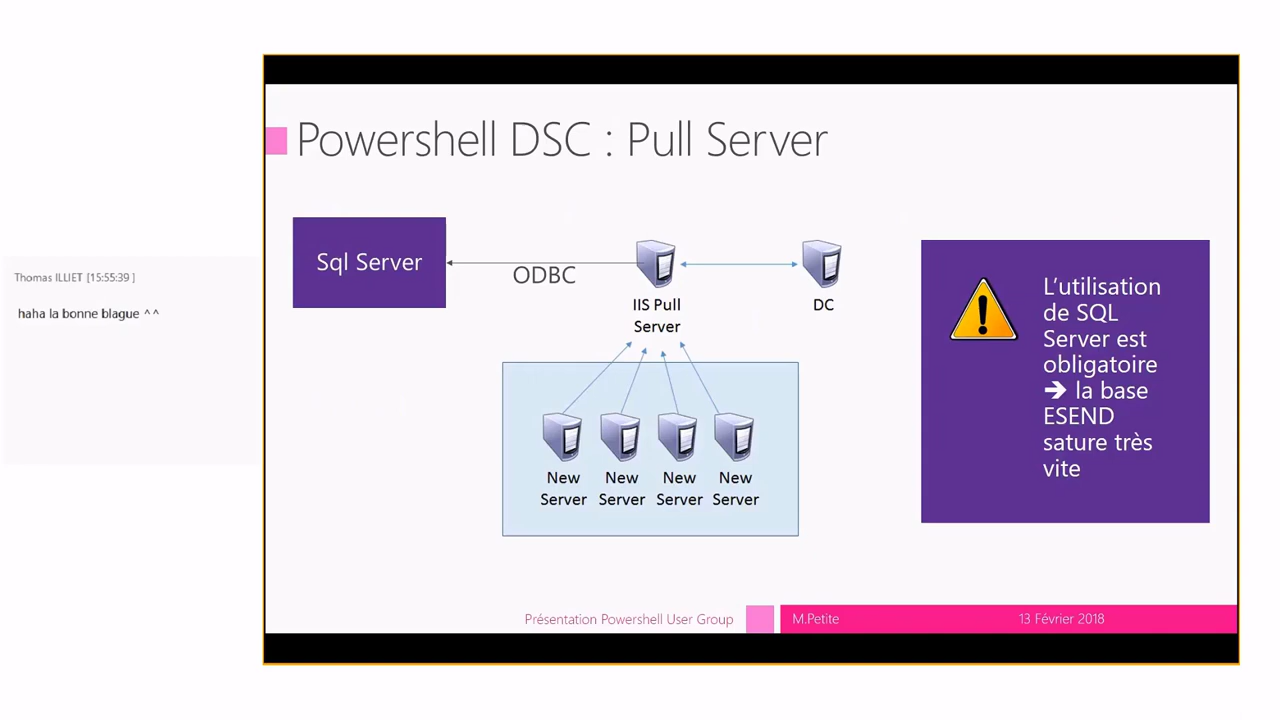 Powershell DSC : Pull Server
Thomas ILLIET [15:55:39 ]
haha la bonne blague ^^
Sql Server
ODBC
IIS Pull
Server
DC
New
Server
New
Server
New
Server
New
Server
L’utilisation
de SQL
Server est
obligatoire
➔ la base
ESEND
sature très
vite
Présentation Powershell User Group
M.Petite
13 Février 2018